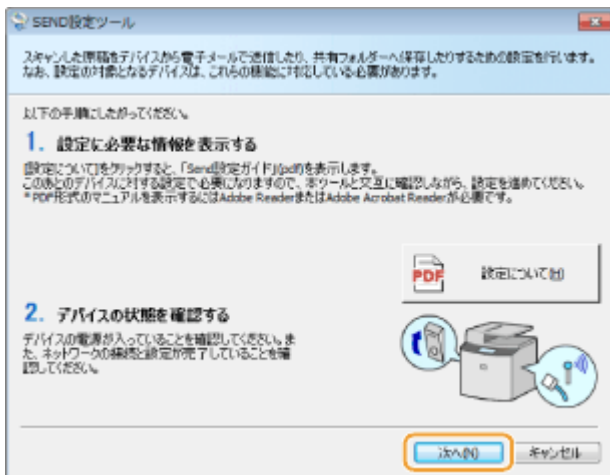 SEND設定ツール
スキャンした原稿をデバイスから電子メールで送信したり、共有フォルダーへ保存したりするための設定を行います。
なお、設定の対象となるデバイスは、これらの機能に対応している必要があります。
以下の手順にしたがってください。
1. 設定に必要な情報を表示する
[設定について]をクリックすると、「Send設定ガイド」(pdf)を表示します。
このあとのデバイスに対する設定で必要になりますので、本ツールと交互に確認しながら、設定を進めてください。
*PDF形式のマニュアルを表示するにはAdobe ReaderまたはAdobe Acrobat Readerが必要です。
PDF
設定について(H)
2. デバイスの状態を確認する
デバイスの電源が入っていることを確認してください。ま
た、ネットワークの接続と設定が完了していることを確
認してください。
次へ(N)
キャンセル